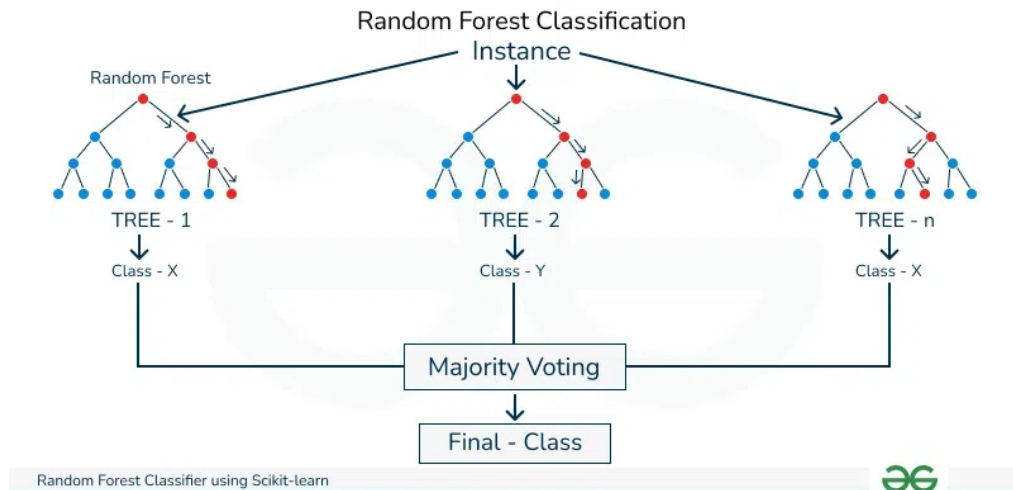 Random Forest Classification
Instance
Random Forest
TREE - 1
TREE - 2
TREE - n
Class - X
Class - Y
Class - X
Majority Voting
Final - Class
Random Forest Classifier using Scikit-learn